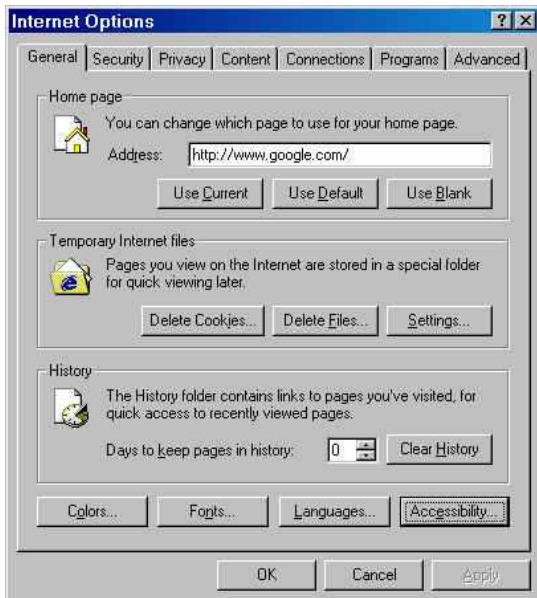 Internet Options
General Security Privacy Content Connections Programs Advanced
Home page
You can change which page to use for your home page.
Address: http://www.google.com/
Use Current Use Default Use Blank
Temporary Internet files
Pages you view on the Internet are stored in a special folder
for quick viewing later.
Delete Cookies... Delete Files... Settings...
History
The History folder contains links to pages you've visited, for
quick access to recently viewed pages.
Days to keep pages in history: 0 Clear History
Colors... Fonts... Languages... Accessibility...
OK Cancel Apply